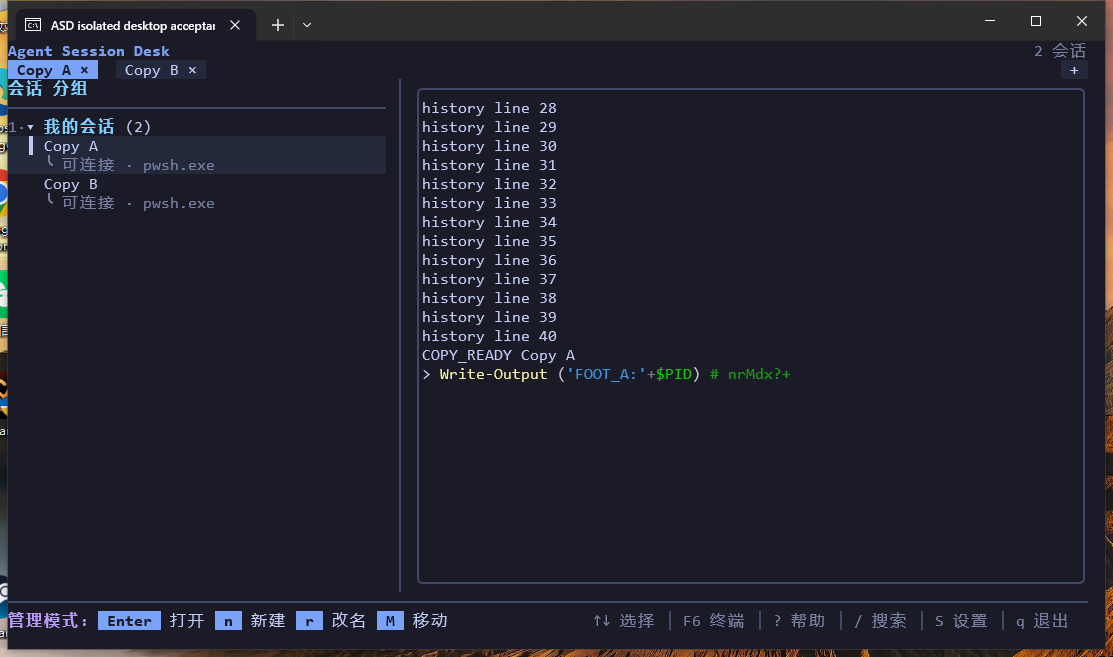 ASD isolated desktop acceptar
Agent Session Desk
2 会话
Copy A × Copy B ×
+
会话 分组
1·▾ 我的会话 (2)
Copy A
╰ 可连接 · pwsh.exe
Copy B
╰ 可连接 · pwsh.exe
history line 28
history line 29
history line 30
history line 31
history line 32
history line 33
history line 34
history line 35
history line 36
history line 37
history line 38
history line 39
history line 40
COPY_READY Copy A
> Write-Output ('FOOT_A:'+$PID) # nrMdx?+
管理模式: Enter 打开 n 新建 r 改名 M 移动 ↑↓ 选择 │ F6 终端 │ ? 帮助 │ / 搜索 │ S 设置 │ q 退出